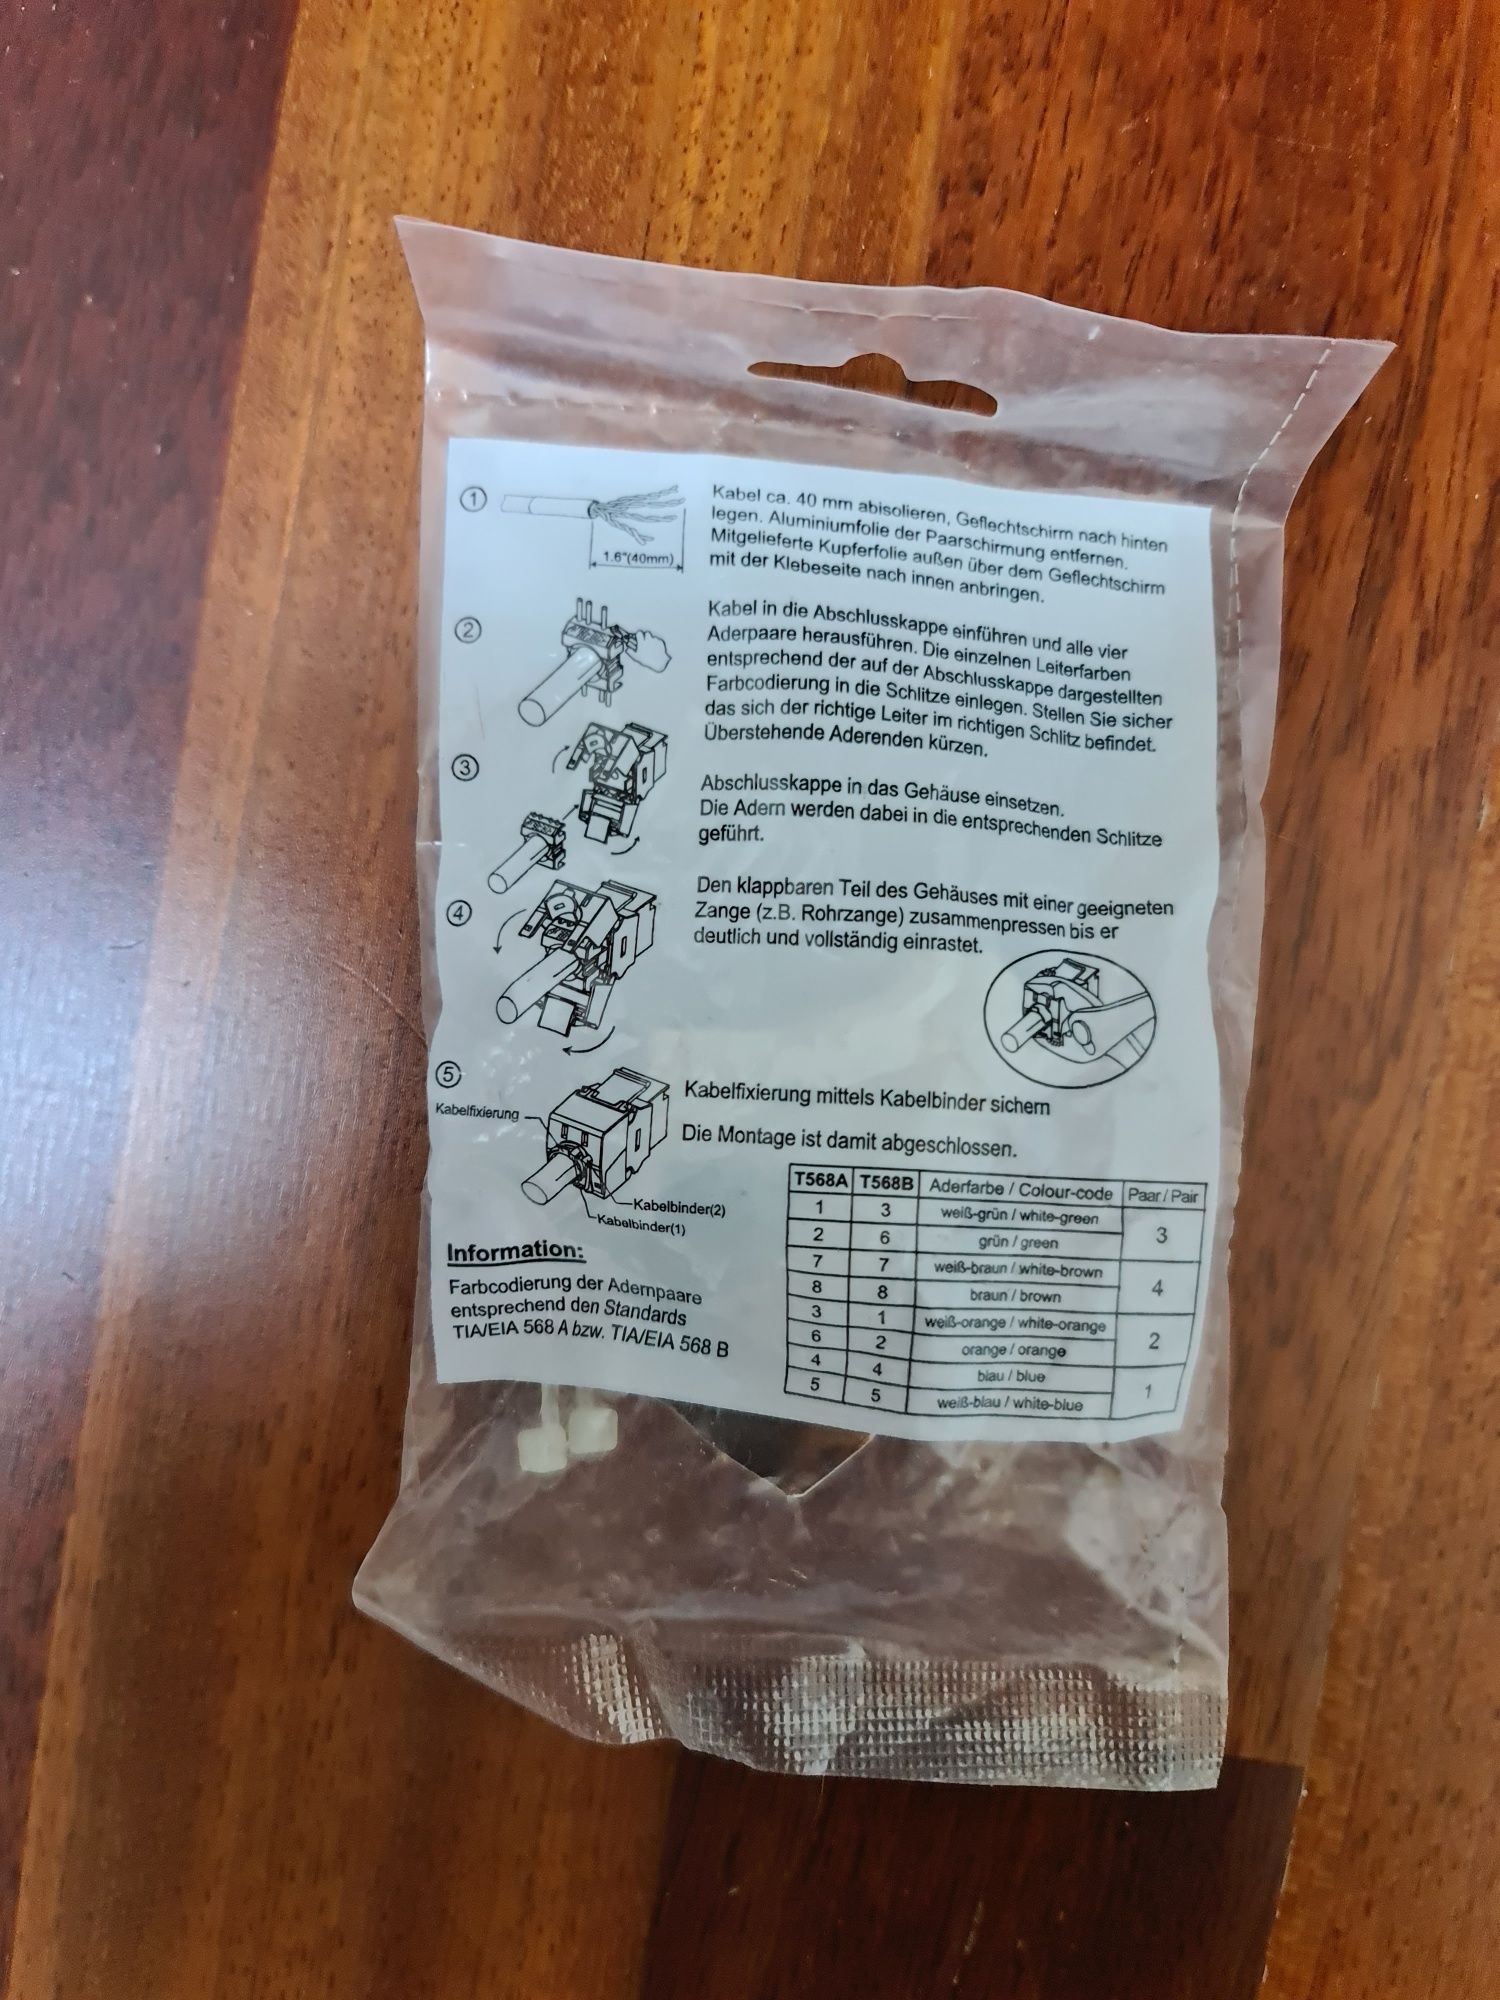 ①
1.6"(40mm)
Kabel ca. 40 mm abisolieren, Geflechtschirm nach hinten
legen. Aluminiumfolie der Paarschirmung entfernen.
Mitgelieferte Kupferfolie außen über dem Geflechtschirm
mit der Klebeseite nach innen anbringen.
②
Kabel in die Abschlusskappe einführen und alle vier
Aderpaare herausführen. Die einzelnen Leiterfarben
entsprechend der auf der Abschlusskappe dargestellten
Farbcodierung in die Schlitze einlegen. Stellen Sie sicher
das sich der richtige Leiter im richtigen Schlitz befindet.
Überstehende Aderenden kürzen.
③
Abschlusskappe in das Gehäuse einsetzen.
Die Adern werden dabei in die entsprechenden Schlitze
geführt.
④
Den klappbaren Teil des Gehäuses mit einer geeigneten
Zange (z.B. Rohrzange) zusammenpressen bis er
deutlich und vollständig einrastet.
⑤
Kabelfixierung
Kabelbinder(2)
Kabelbinder(1)
Kabelfixierung mittels Kabelbinder sichern
Die Montage ist damit abgeschlossen.
Information:
Farbcodierung der Adernpaare
entsprechend den Standards
TIA/EIA 568 A bzw. TIA/EIA 568 B
T568A T568B Aderfarbe / Colour-code Paar / Pair
1 3 weiß-grün / white-green 3
2 6 grün / green
7 7 weiß-braun / white-brown 4
8 8 braun / brown
3 1 weiß-orange / white-orange 2
6 2 orange / orange
4 4 blau / blue 1
5 5 weiß-blau / white-blue